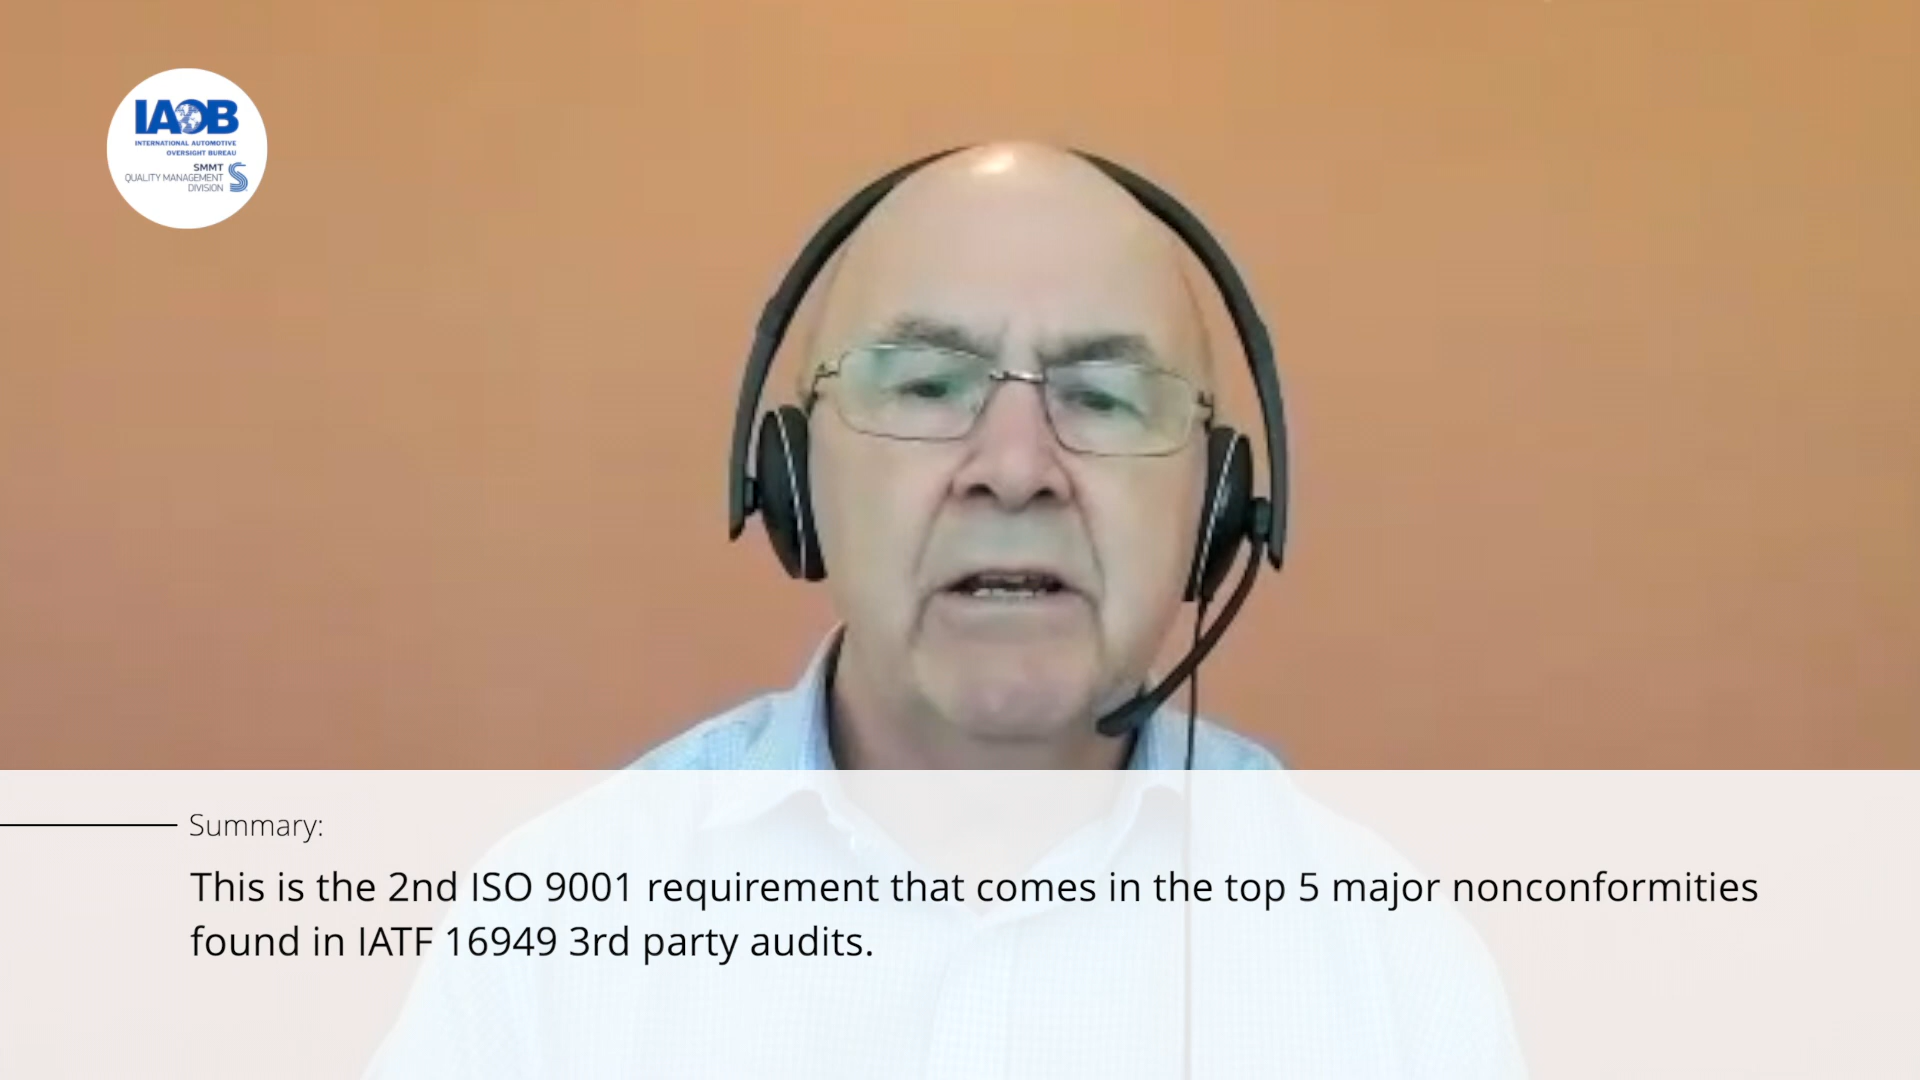 IAOB
INTERNATIONAL AUTOMOTIVE
OVERSIGHT BUREAU
SMMT
QUALITY MANAGEMENT
DIVISION
Summary:
This is the 2nd ISO 9001 requirement that comes in the top 5 major nonconformities
found in IATF 16949 3rd party audits.